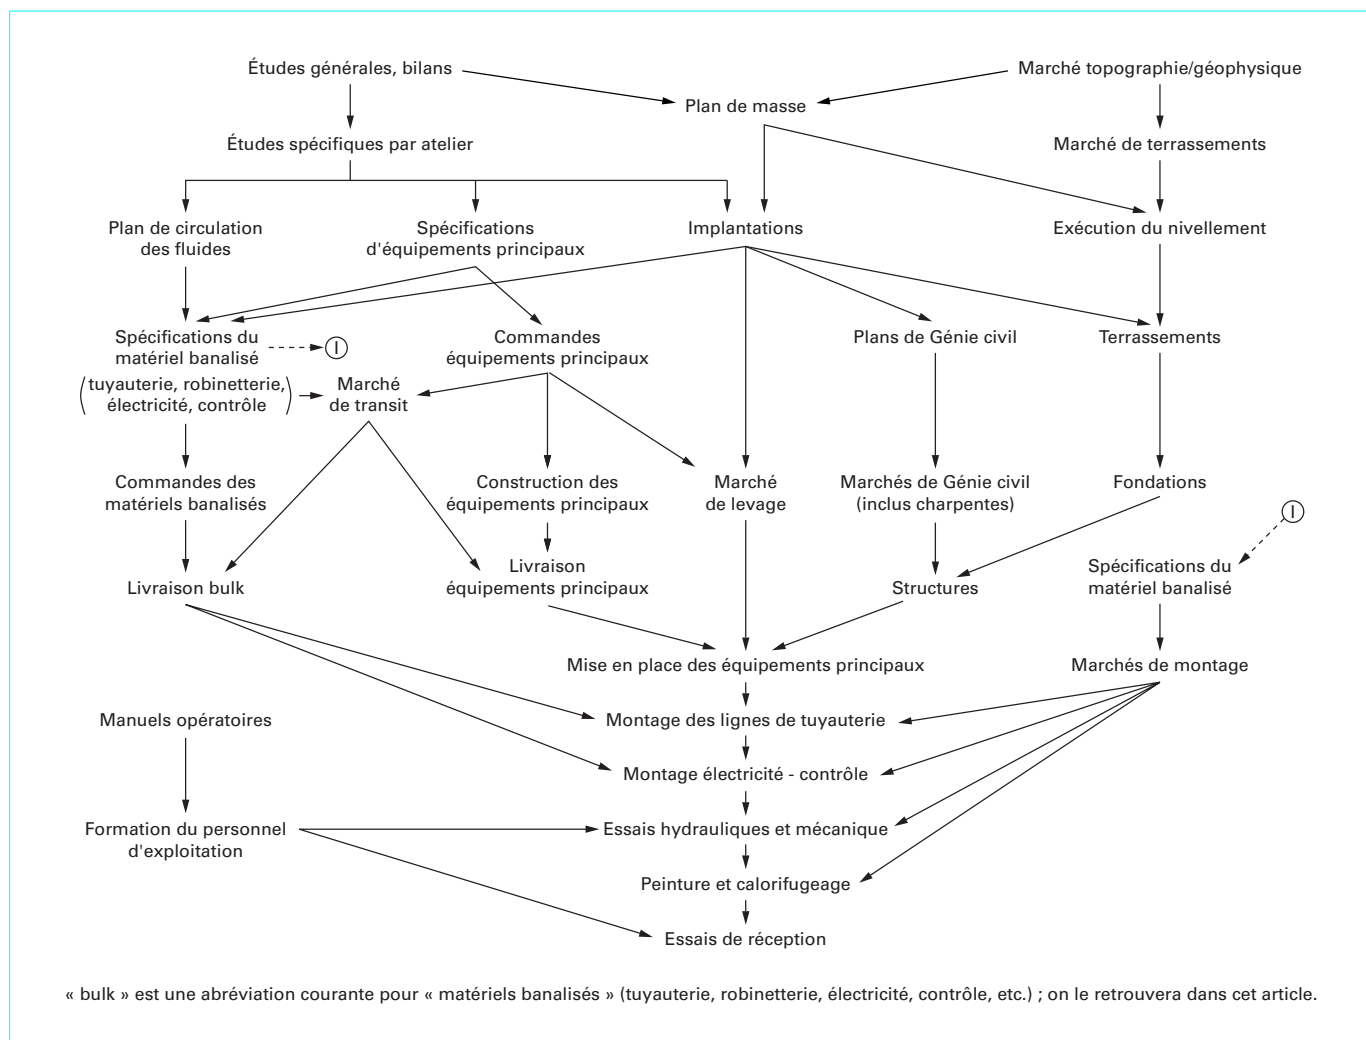 Études générales, bilans
Marché topographie/géophysique
Plan de masse
Études spécifiques par atelier
Marché de terrassements
Plan de circulation
des fluides
Spécifications
d'équipements principaux
Implantations
Exécution du nivellement
Spécifications du
matériel banalisé
I
(tuyauterie, robinetterie,
électricité, contrôle)
Commandes
équipements principaux
Plans de Génie civil
Terrassements
Marché
de transit
Commandes des
matériels banalisés
Construction des
équipements principaux
Marché
de levage
Marchés de Génie civil
(inclus charpentes)
Fondations
I
Livraison bulk
Livraison
équipements principaux
Structures
Spécifications du
matériel banalisé
Mise en place des équipements principaux
Marchés de montage
Manuels opératoires
Montage des lignes de tuyauterie
Montage électricité - contrôle
Formation du personnel
d'exploitation
Essais hydrauliques et mécanique
Peinture et calorifugeage
Essais de réception
« bulk » est une abréviation courante pour « matériels banalisés » (tuyauterie, robinetterie, électricité, contrôle, etc.) ; on le retrouvera dans cet article.